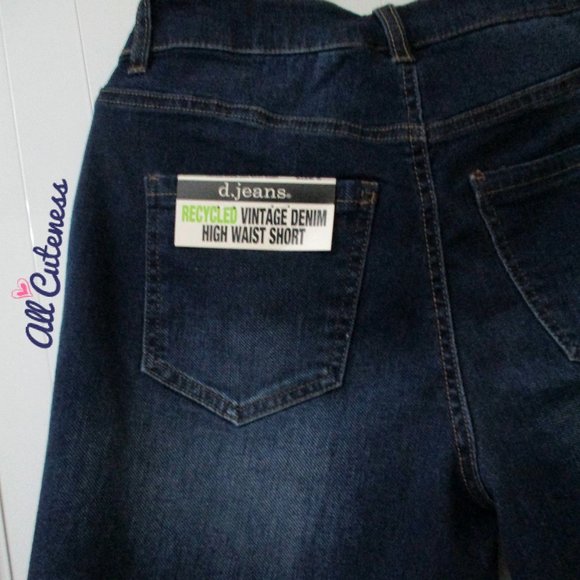 d.jeans®
RECYCLED VINTAGE DENIM
HIGH WAIST SHORT
All Cuteness